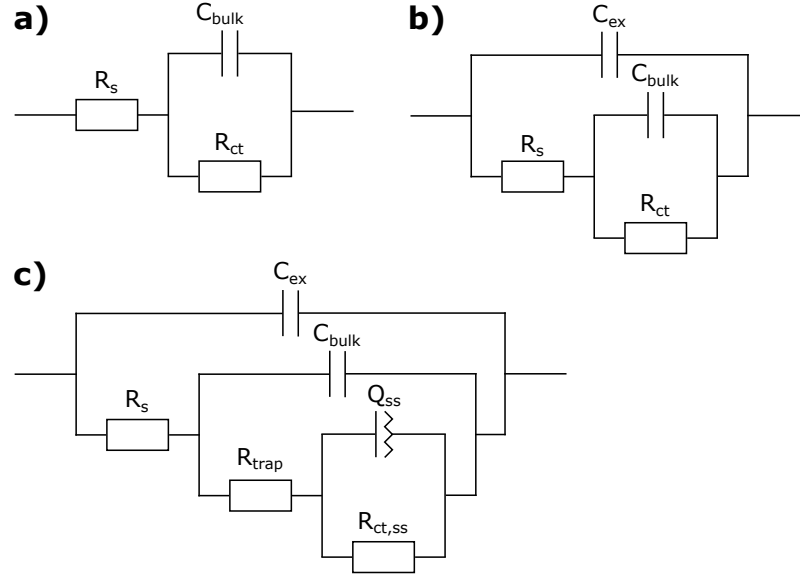 a)
C_bulk
R_s
R_ct
b)
C_ex
C_bulk
R_s
R_ct
c)
C_ex
C_bulk
R_s
Q_ss
R_trap
R_ct,ss